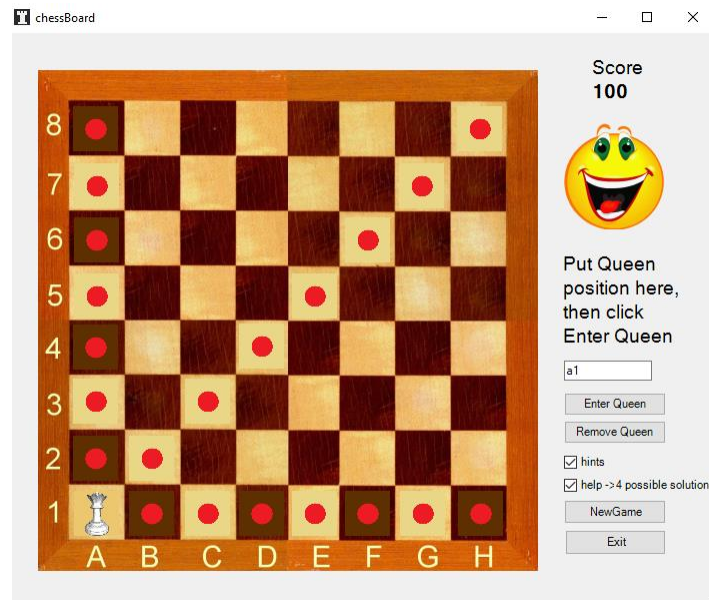 chessBoard
Score
100
8
7
6
5
4
3
2
1
A B C D E F G H
Put Queen
position here,
then click
Enter Queen
a1
Enter Queen
Remove Queen
hints
help ->4 possible solution
NewGame
Exit